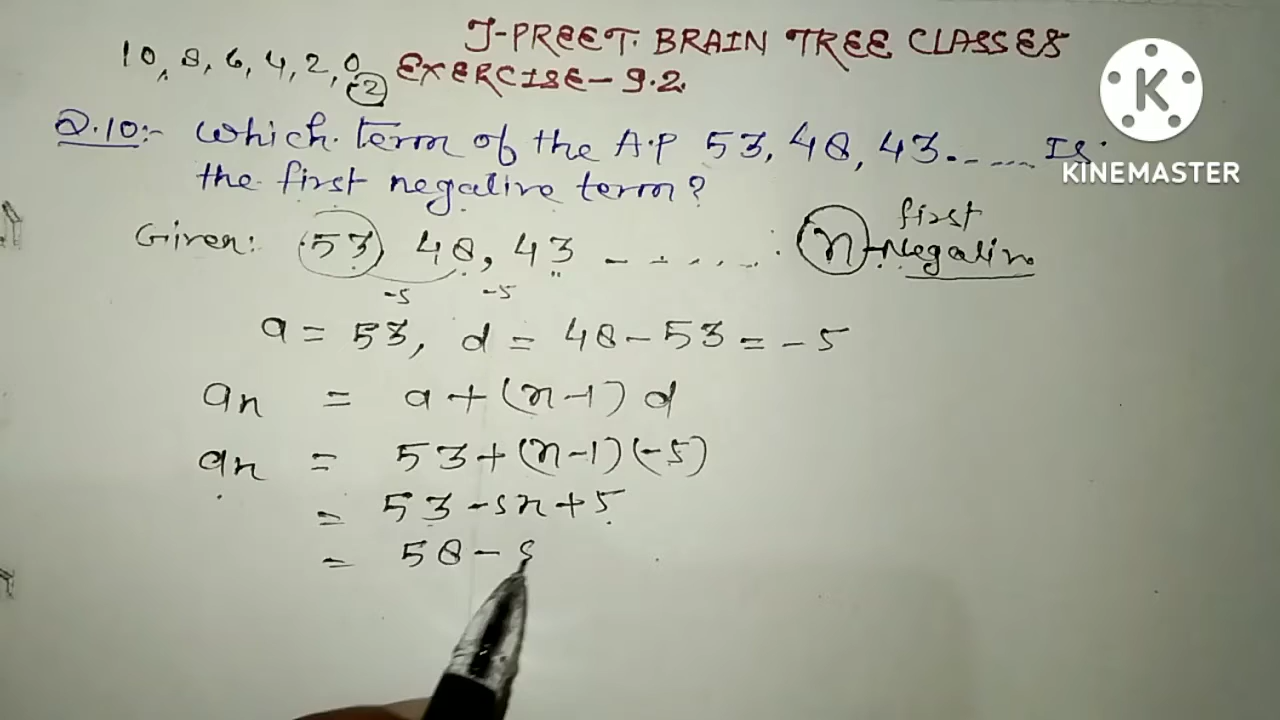 J-PREET. BRAIN TREE CLASSES
10, 8, 6, 4, 2, 0, -2 EXERCISE-9.2.
Q.10:- Which term of the A.P 53, 48, 43....... Is
the first negative term?
KINEMASTER
Given: 53, 48, 43 - - - - - - : n - first Negative
-5 -5
a = 53, d = 48 - 53 = - 5
an = a + (n-1) d
an = 53 + (n-1) (-5)
= 53 - 5n + 5
= 58 - 5